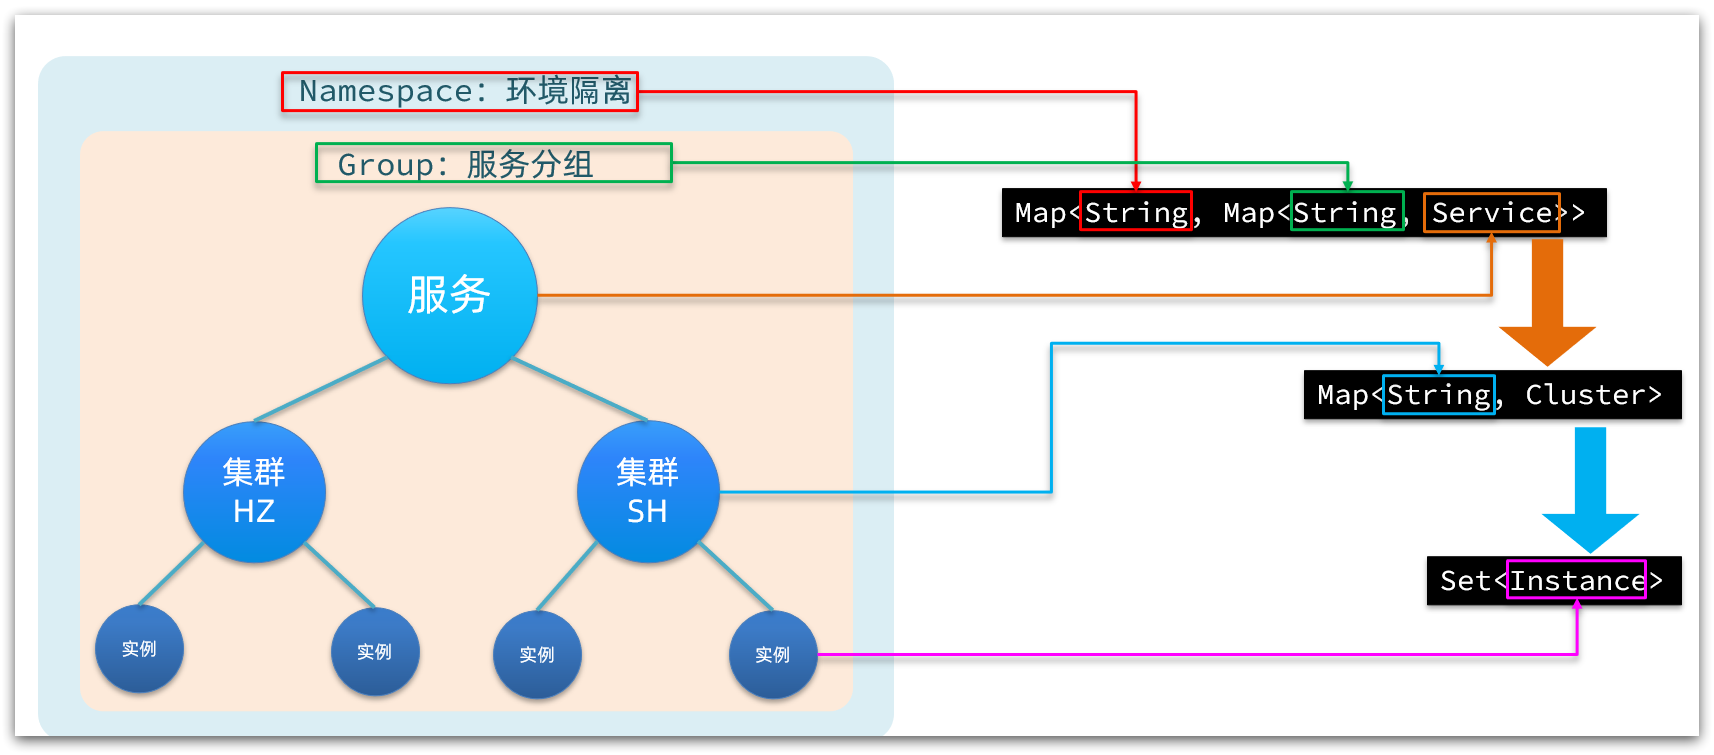 Namespace：环境隔离
Group：服务分组
Map<String, Map<String, Service>>
服务
Map<String, Cluster>
集群
HZ
集群
SH
Set<Instance>
实例
实例
实例
实例